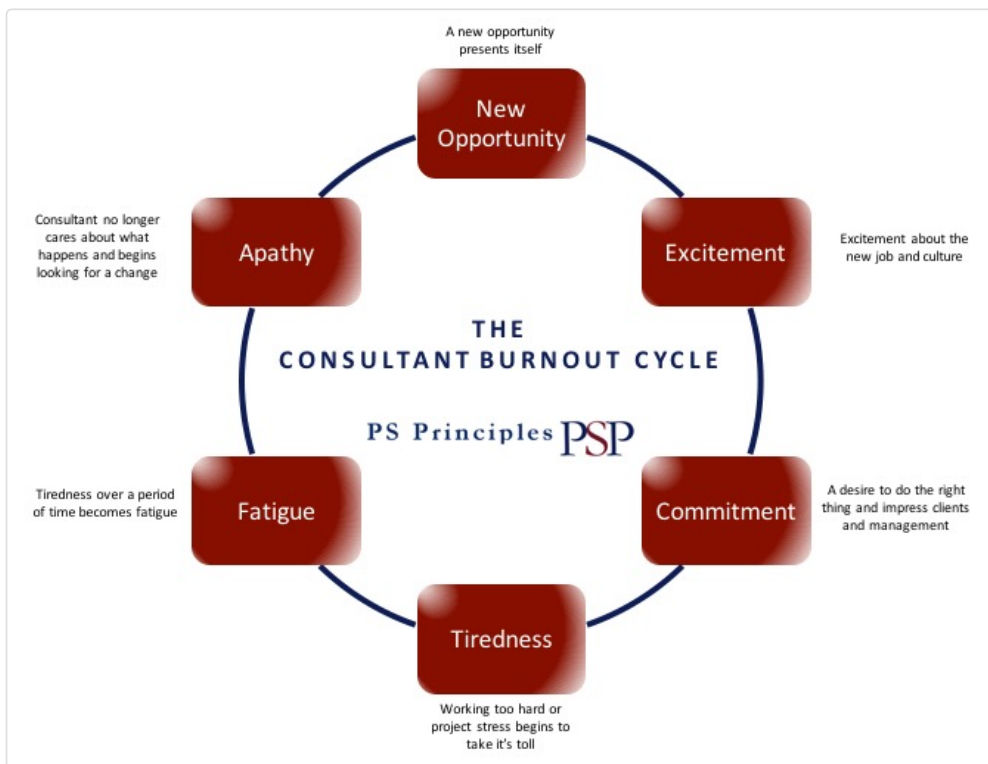 A new opportunity
presents itself
New
Opportunity
Excitement
Excitement about the
new job and culture
Commitment
A desire to do the right
thing and impress clients
and management
Tiredness
Working too hard or
project stress begins to
take it's toll
Fatigue
Tiredness over a period
of time becomes fatigue
Apathy
Consultant no longer
cares about what
happens and begins
looking for a change
THE
CONSULTANT BURNOUT CYCLE
PS Principles PSP